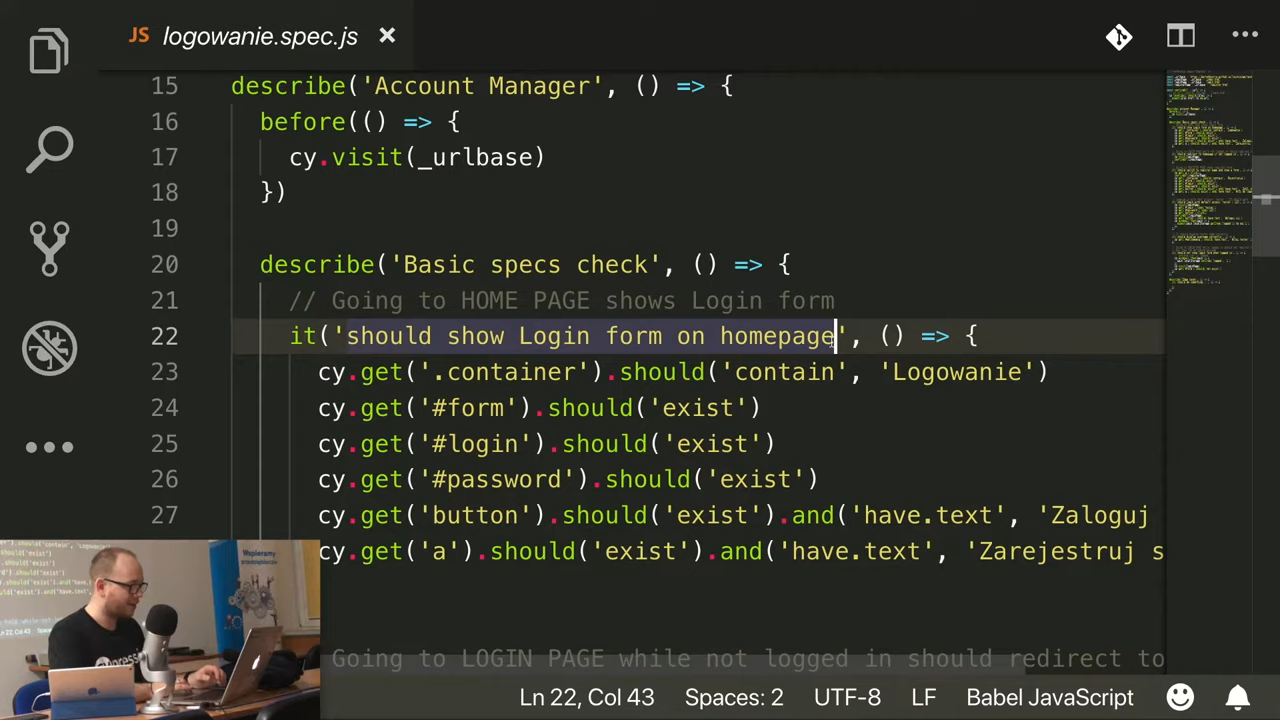 JS logowanie.spec.js ×
15 describe('Account Manager', () => {
16 before(() => {
17 cy.visit(_urlbase)
18 })
19
20 describe('Basic specs check', () => {
21 // Going to HOME PAGE shows Login form
22 it('should show Login form on homepage', () => {
23 cy.get('.container').should('contain', 'Logowanie')
24 cy.get('#form').should('exist')
25 cy.get('#login').should('exist')
26 cy.get('#password').should('exist')
27 cy.get('button').should('exist').and('have.text', 'Zaloguj
cy.get('a').should('exist').and('have.text', 'Zarejestruj s
Going to LOGIN PAGE while not logged in should redirect to
Wspieramy
Ln 22, Col 43 Spaces: 2 UTF-8 LF Babel JavaScript